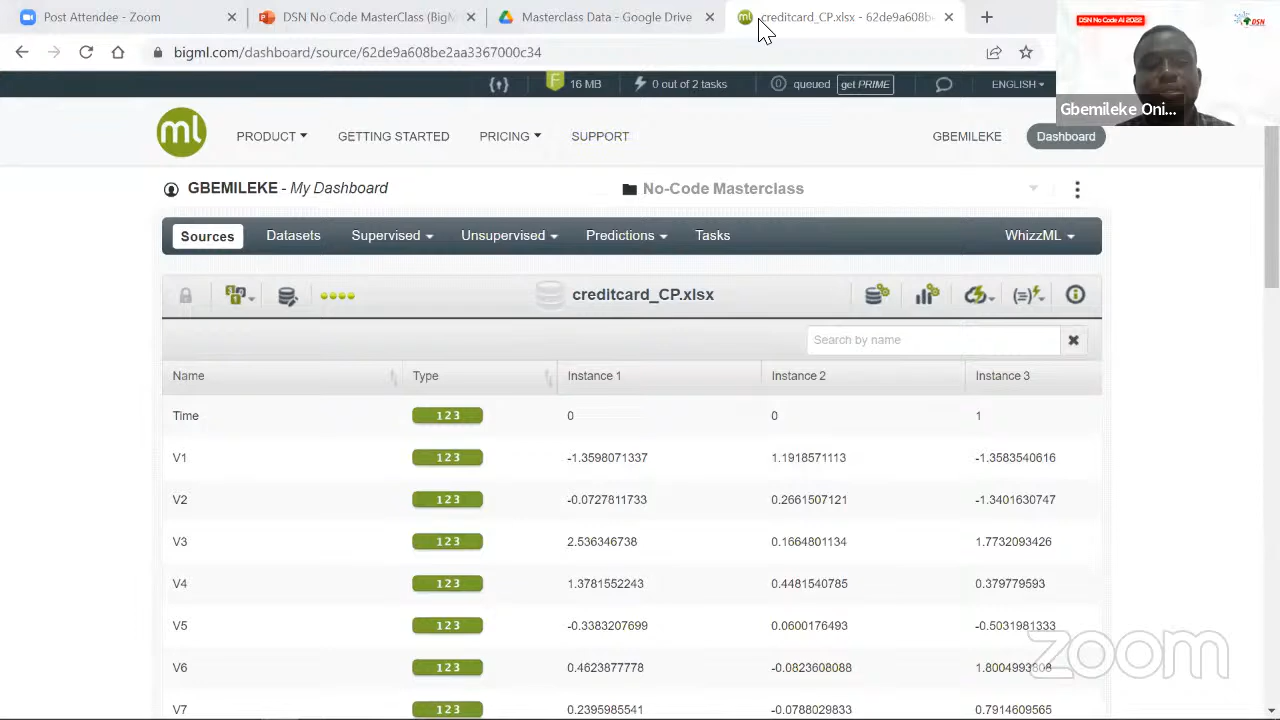 Post Attendee - Zoom
DSN No Code Masterclass BigM
Masterclass Data - Google Drive
creditcard_CP.xlsx - 62de9a608b
DSN No Code AI 2022
DSN
bigml.com/dashboard/source/62de9a608be2aa3367000c34
F 16 MB 0 out of 2 tasks 0 queued get PRIME ENGLISH
Gbemileke Oni...
ml PRODUCT GETTING STARTED PRICING SUPPORT GBEMILEKE Dashboard
GBEMILEKE - My Dashboard No-Code Masterclass
Sources Datasets Supervised Unsupervised Predictions Tasks WhizzML
creditcard_CP.xlsx
Search by name
Name Type Instance 1 Instance 2 Instance 3
Time 123 0 0 1
V1 123 -1.3598071337 1.1918571113 -1.3583540616
V2 123 -0.0727811733 0.2661507121 -1.3401630747
V3 123 2.536346738 0.1664801134 1.7732093426
V4 123 1.3781552243 0.4481540785 0.379779593
V5 123 -0.3383207699 0.0600176493 -0.5031981333
V6 123 0.4623877778 -0.0823608088 1.8004993808
V7 123 0.2395985541 -0.0788029833 0.7914609565
zoom